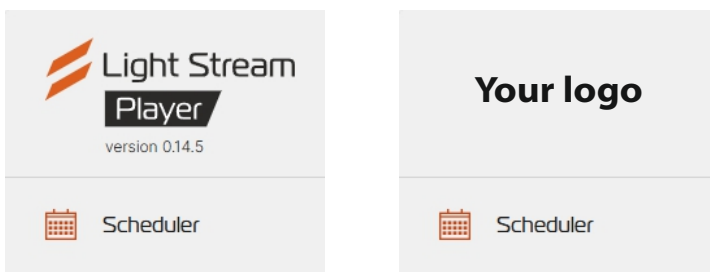 Light Stream
Player
version 0.14.5
Scheduler
Your logo
Scheduler